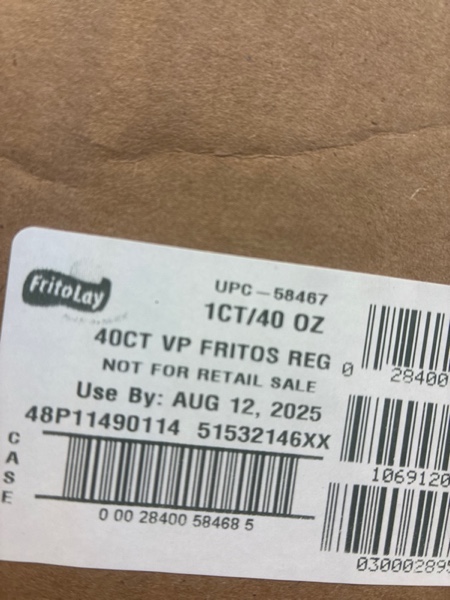 FritoLay
UPC-58467
1CT/40 OZ
40CT VP FRITOS REG
NOT FOR RETAIL SALE
Use By: AUG 12, 2025
48P11490114 51532146XX
CASE
0 00 28400 58468 5
0 28400
1069120
03000289